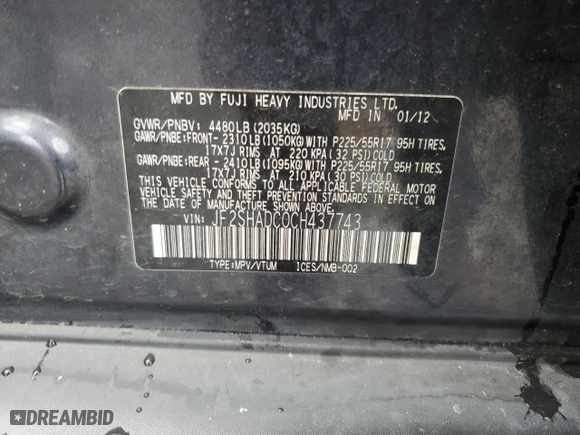 MFD BY FUJI HEAVY INDUSTRIES LTD.
MFD IN 01/12
GVWR/PNBV: 4480LB(2035KG)
GAWR/PNBE:FRONT- 2310LB(1050KG)WITH P225/55R17 95H TIRES,
17X7J RIMS AT 220 KPA(32 PSI)COLD
GAWR/PNBE:REAR - 2410LB(1095KG)WITH P225/55R17 95H TIRES,
17X7J RIMS AT 210 KPA(30 PSI)COLD
THIS VEHICLE CONFORMS TO ALL APPLICABLE FEDERAL MOTOR
VEHICLE SAFETY AND BUMPER STANDARDS IN EFFECT ON
THE DATE OF MANUFACTURE SHOWN ABOVE.
VIN: JF2SHADC0CH437743
TYPE:MPV/VTUM ICES/NMB-002
DREAMBID